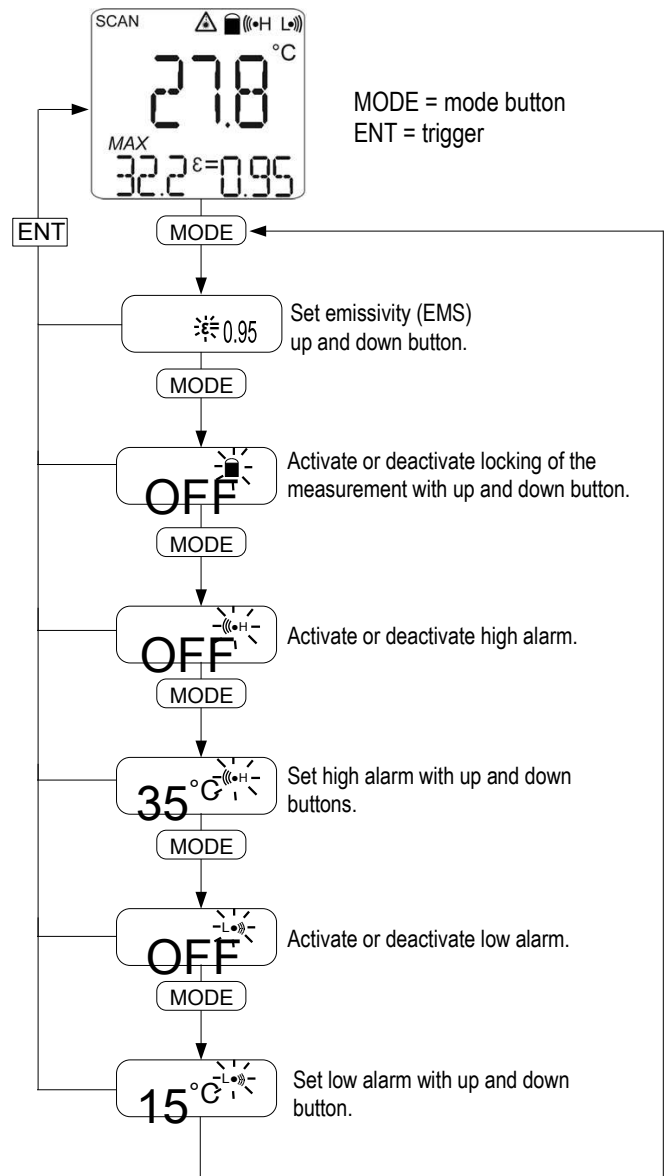 SCAN H L
27.8 °C
MAX
32.2 ε=0.95
MODE = mode button
ENT = trigger
ENT
MODE
ε= 0.95
Set emissivity (EMS)
up and down button.
MODE
OFF
Activate or deactivate locking of the
measurement with up and down button.
MODE
H
OFF
Activate or deactivate high alarm.
MODE
35°C H
Set high alarm with up and down
buttons.
MODE
L
OFF
Activate or deactivate low alarm.
MODE
15°C L
Set low alarm with up and down
button.